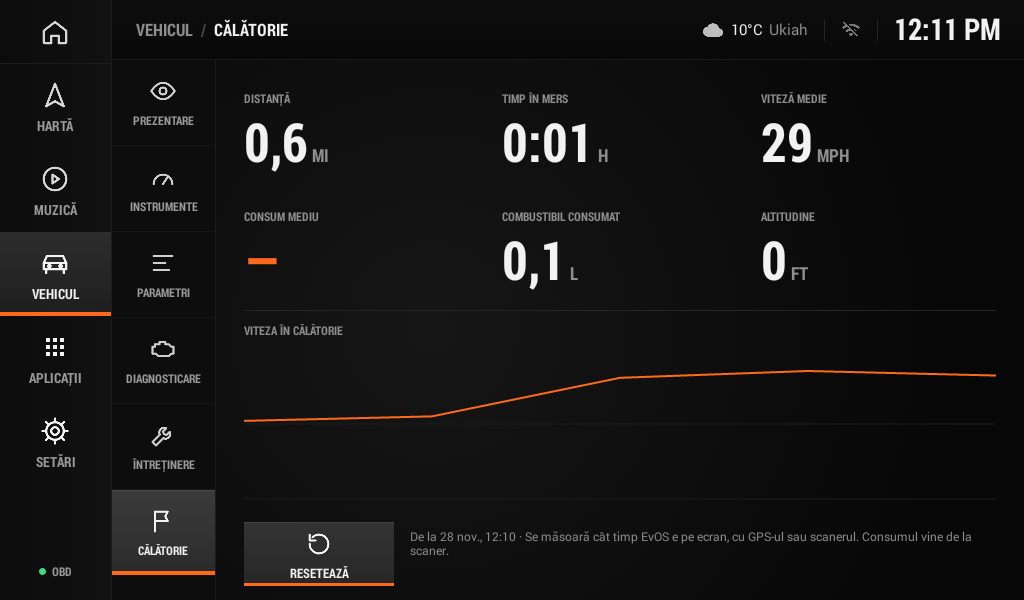 VEHICUL / CĂLĂTORIE
10°C Ukiah
12:11 PM
HARTĂ
MUZICĂ
VEHICUL
APLICAȚII
SETĂRI
OBD
PREZENTARE
INSTRUMENTE
PARAMETRI
DIAGNOSTICARE
ÎNTREȚINERE
CĂLĂTORIE
DISTANȚĂ
0,6 MI
TIMP ÎN MERS
0:01 H
VITEZĂ MEDIE
29 MPH
CONSUM MEDIU
–
COMBUSTIBIL CONSUMAT
0,1 L
ALTITUDINE
0 FT
VITEZA ÎN CĂLĂTORIE
RESETEAZĂ
De la 28 nov., 12:10 · Se măsoară cât timp EvOS e pe ecran, cu GPS-ul sau scanerul. Consumul vine de la
scaner.